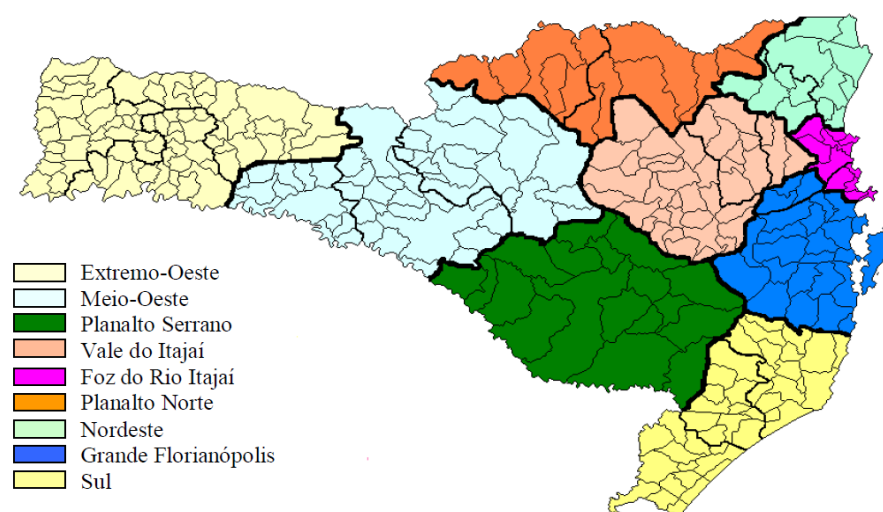 Extremo-Oeste
Meio-Oeste
Planalto Serrano
Vale do Itajaí
Foz do Rio Itajaí
Planalto Norte
Nordeste
Grande Florianópolis
Sul